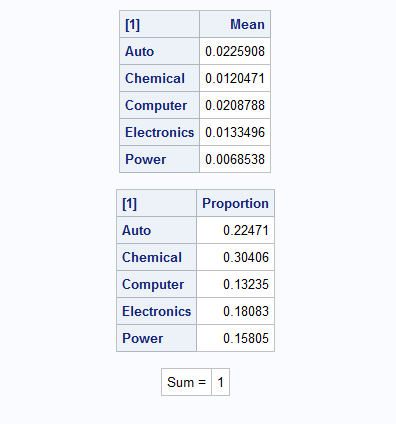 [1] Mean
Auto 0.0225908
Chemical 0.0120471
Computer 0.0208788
Electronics 0.0133496
Power 0.0068538
[1] Proportion
Auto 0.22471
Chemical 0.30406
Computer 0.13235
Electronics 0.18083
Power 0.15805
Sum = 1